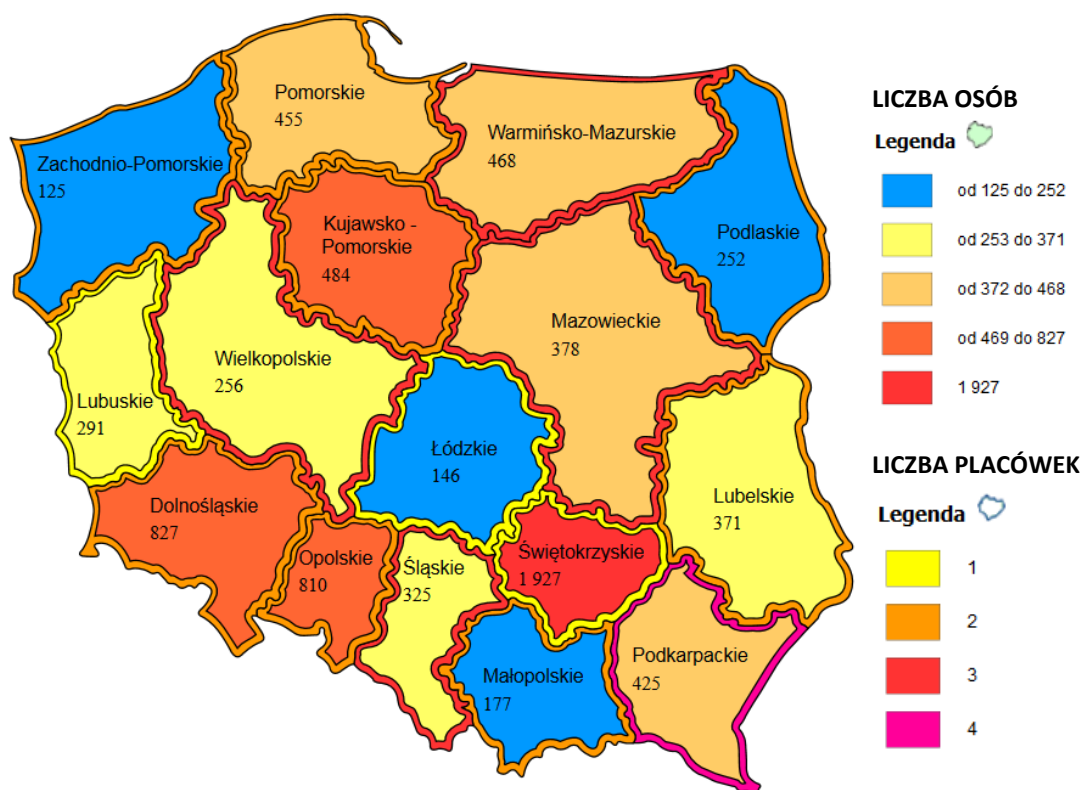 Pomorskie
455
Warmińsko-Mazurskie
468
Zachodnio-Pomorskie
125
Kujawsko -
Pomorskie
484
Podlaskie
252
Mazowieckie
378
Wielkopolskie
256
Lubuskie
291
Łódzkie
146
Lubelskie
371
Dolnośląskie
827
Opolskie
810
Śląskie
325
Świętokrzyskie
1 927
Małopolskie
177
Podkarpackie
425
LICZBA OSÓB
Legenda
od 125 do 252
od 253 do 371
od 372 do 468
od 469 do 827
1 927
LICZBA PLACÓWEK
Legenda
1
2
3
4